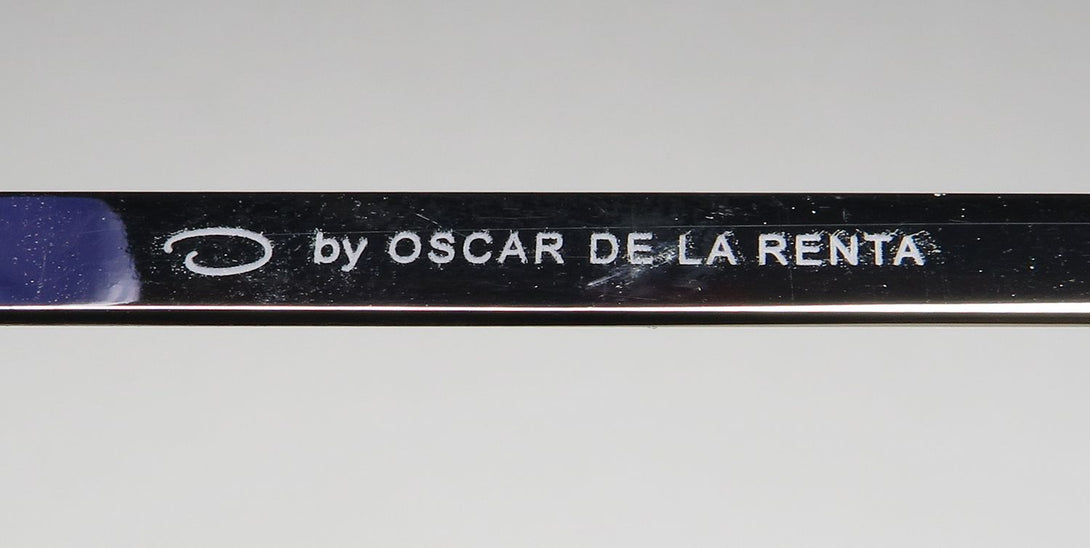 O by OSCAR DE LA RENTA